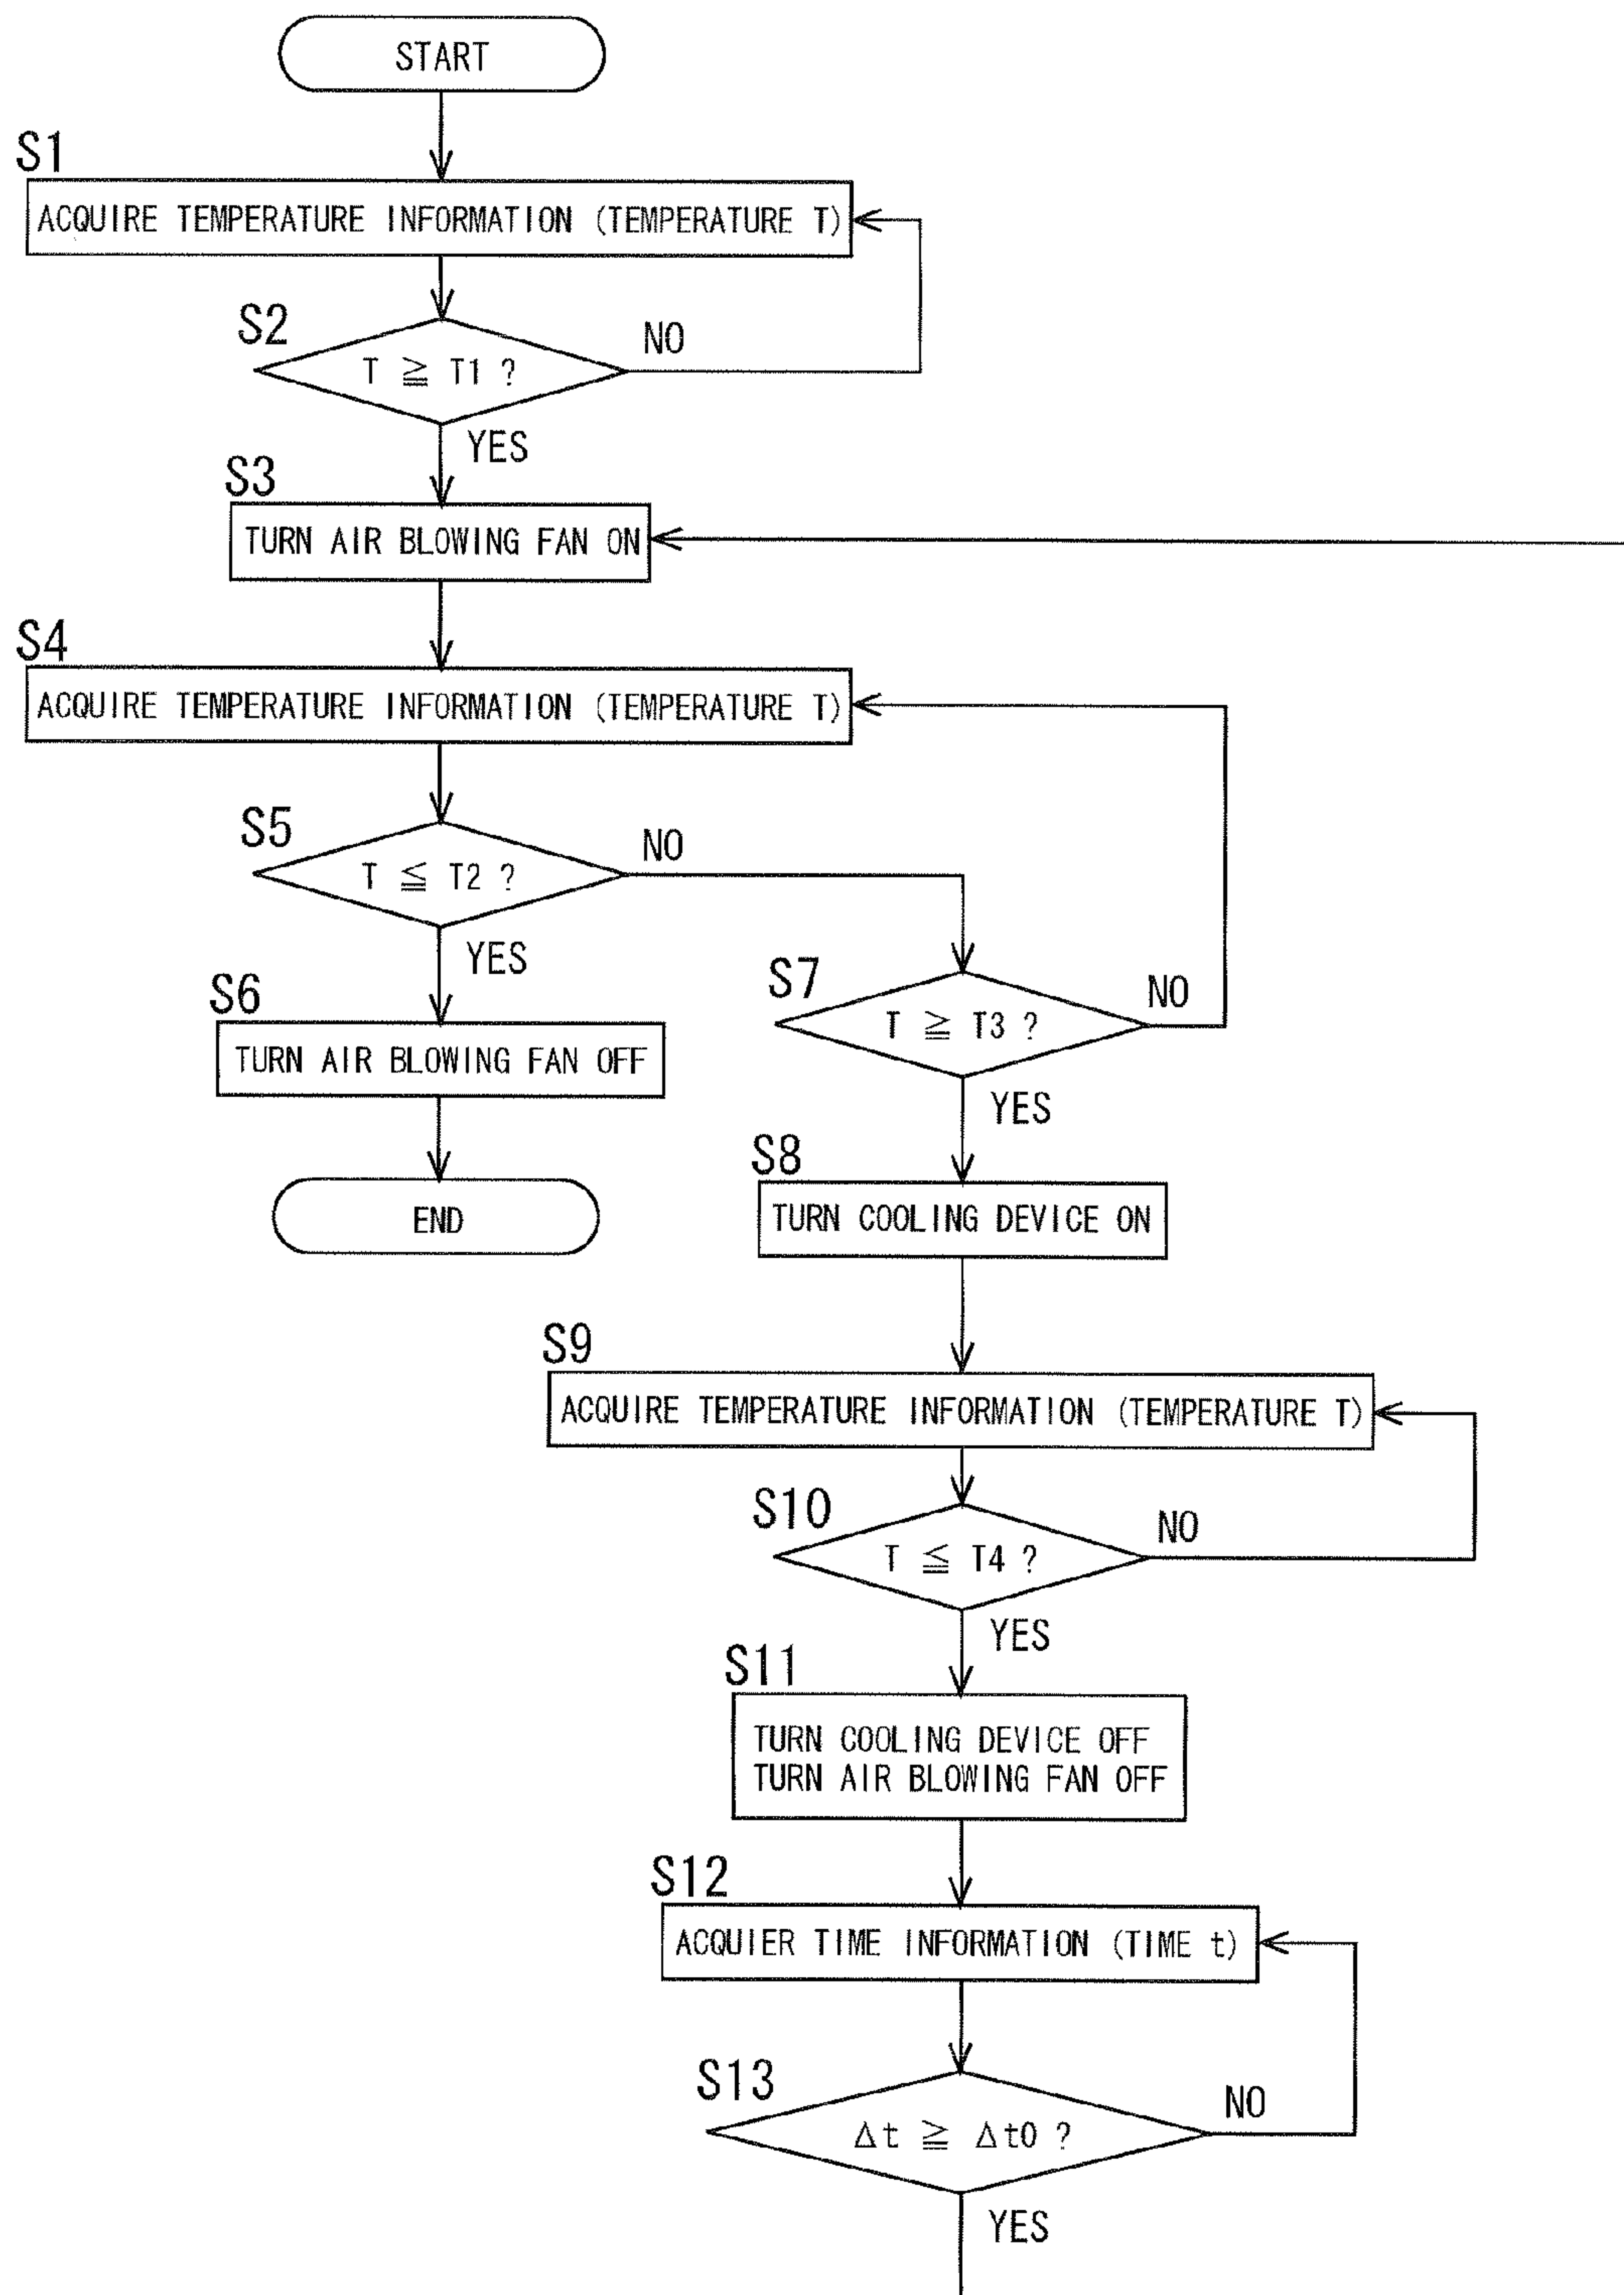 START
S1
ACQUIRE TEMPERATURE INFORMATION (TEMPERATURE T)
S2
T ≧ T1 ?
NO
YES
S3
TURN AIR BLOWING FAN ON
S4
ACQUIRE TEMPERATURE INFORMATION (TEMPERATURE T)
S5
T ≦ T2 ?
NO
YES
S6
TURN AIR BLOWING FAN OFF
END
S7
T ≧ T3 ?
NO
YES
S8
TURN COOLING DEVICE ON
S9
ACQUIRE TEMPERATURE INFORMATION (TEMPERATURE T)
S10
T ≦ T4 ?
NO
YES
S11
TURN COOLING DEVICE OFF
TURN AIR BLOWING FAN OFF
S12
ACQUIER TIME INFORMATION (TIME t)
S13
Δt ≧ Δt0 ?
NO
YES